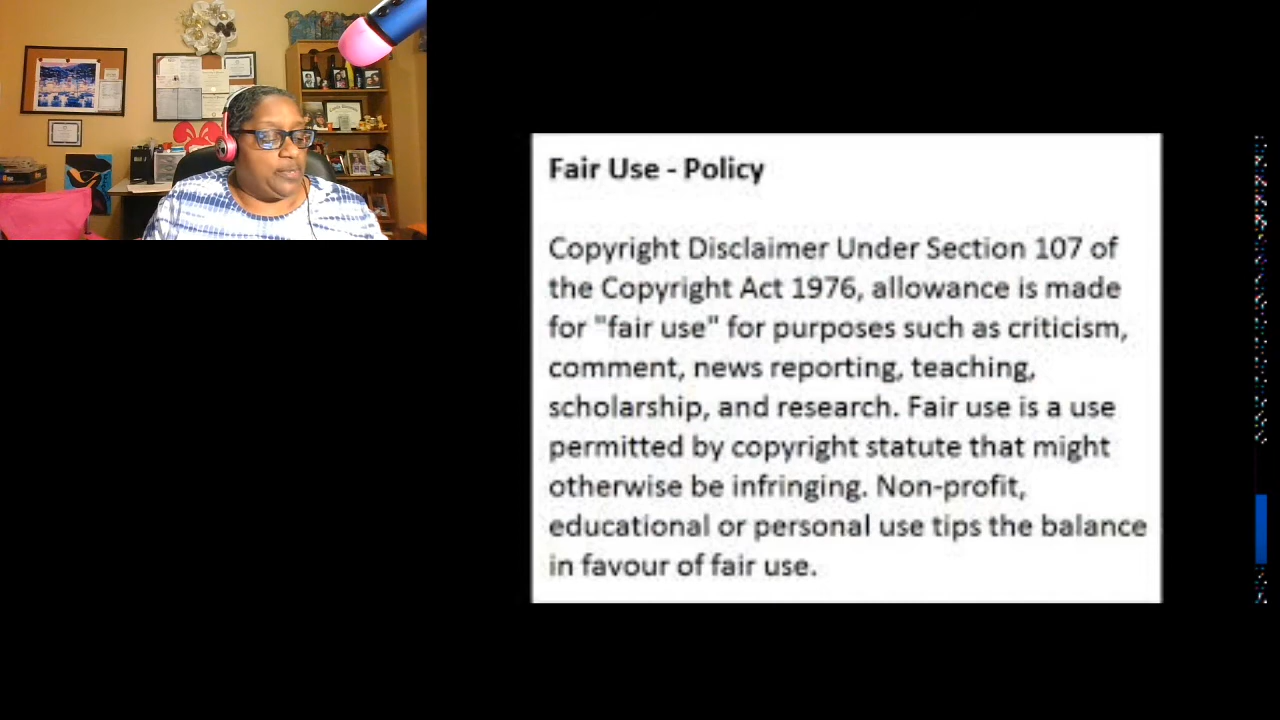 Fair Use - Policy
Copyright Disclaimer Under Section 107 of
the Copyright Act 1976, allowance is made
for "fair use" for purposes such as criticism,
comment, news reporting, teaching,
scholarship, and research. Fair use is a use
permitted by copyright statute that might
otherwise be infringing. Non-profit,
educational or personal use tips the balance
in favour of fair use.